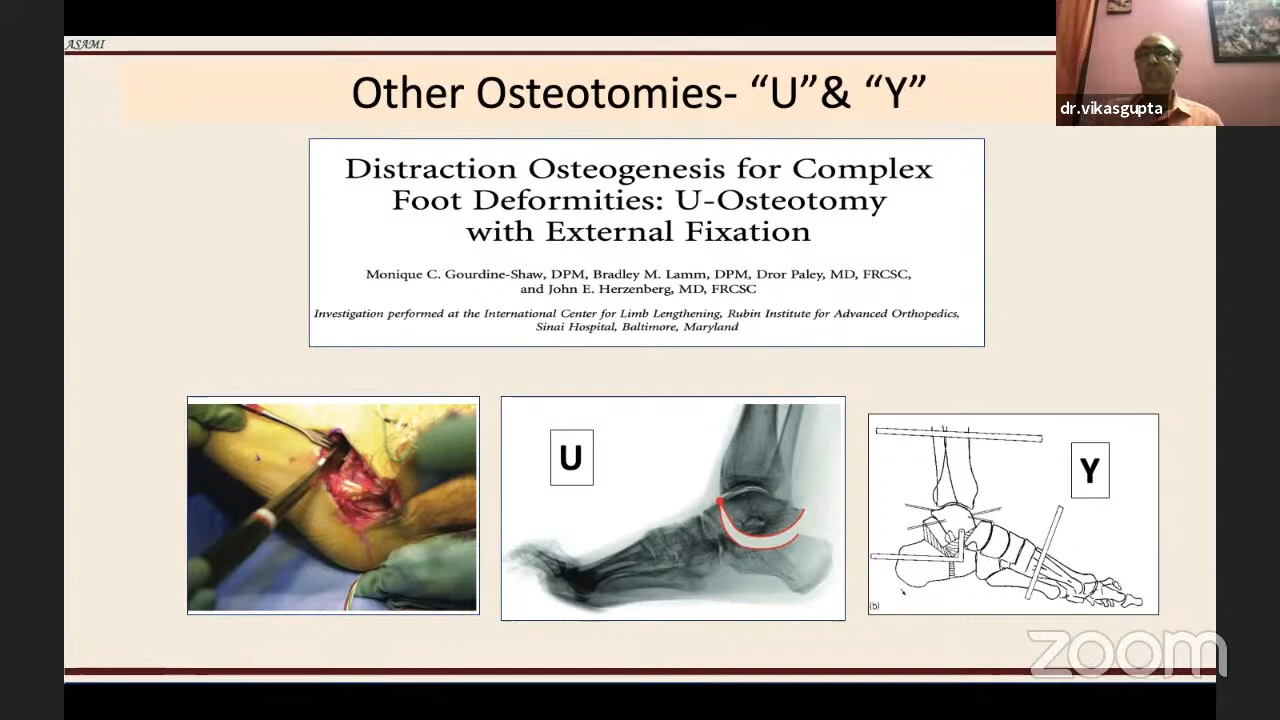 ASAMI
Other Osteotomies- “U”& “Y”
dr.vikasgupta
Distraction Osteogenesis for Complex
Foot Deformities: U-Osteotomy
with External Fixation
Monique C. Gourdine-Shaw, DPM, Bradley M. Lamm, DPM, Dror Paley, MD, FRCSC,
and John E. Herzenberg, MD, FRCSC
Investigation performed at the International Center for Limb Lengthening, Rubin Institute for Advanced Orthopedics,
Sinai Hospital, Baltimore, Maryland
U
Y
(b)
zoom